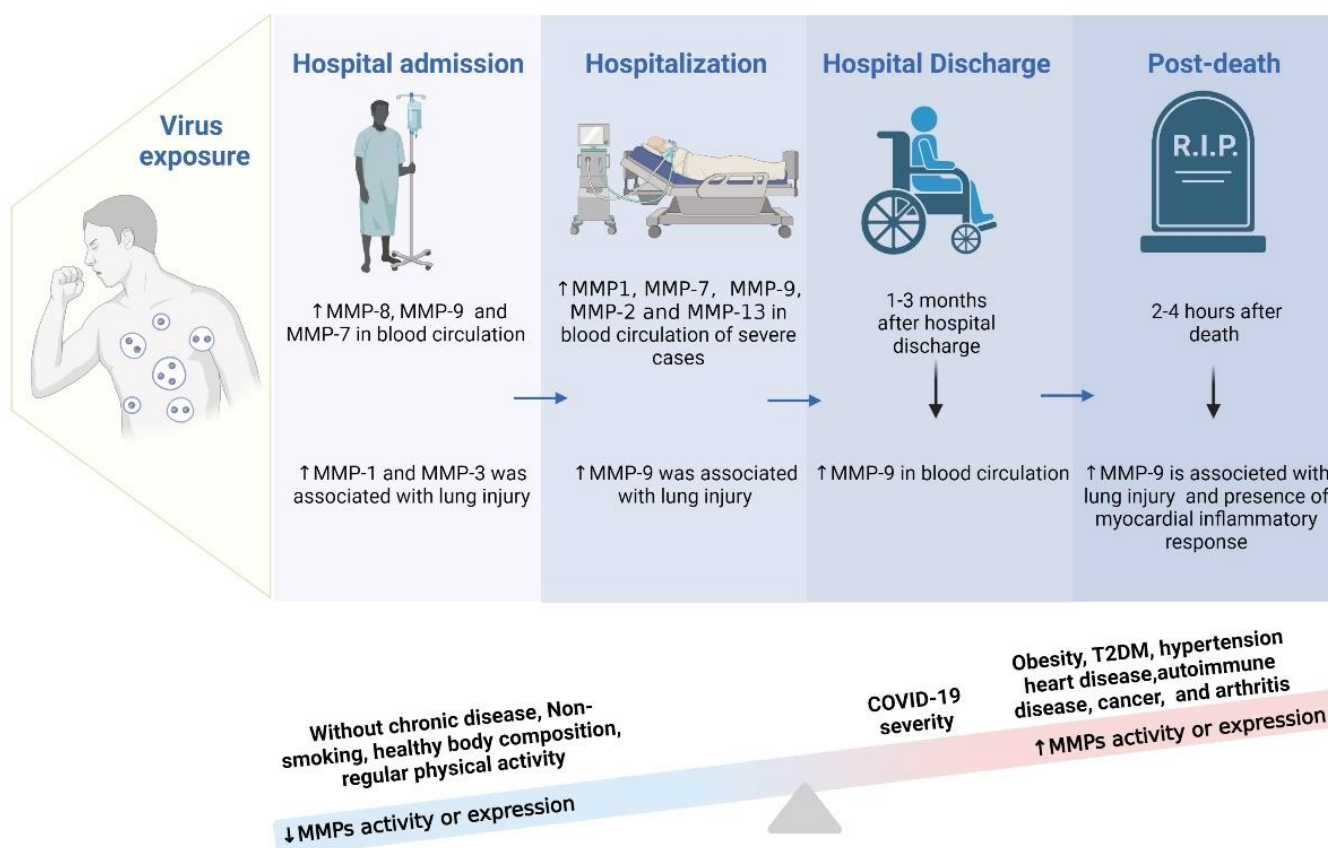 Virus
exposure
Hospital admission
↑MMP-8, MMP-9 and
MMP-7 in blood circulation
↑MMP-1 and MMP-3 was
associated with lung injury
Hospitalization
↑MMP1, MMP-7, MMP-9,
MMP-2 and MMP-13 in
blood circulation of severe
cases
↑MMP-9 was associated
with lung injury
Hospital Discharge
1-3 months
after hospital
discharge
↑MMP-9 in blood circulation
Post-death
R.I.P.
2-4 hours after
death
↑MMP-9 is associeted with
lung injury and presence of
myocardial inflammatory
response
Without chronic disease, Non-
smoking, healthy body composition,
regular physical activity
↓MMPs activity or expression
COVID-19
severity
Obesity, T2DM, hypertension
heart disease,autoimmune
disease, cancer, and arthritis
↑MMPs activity or expression